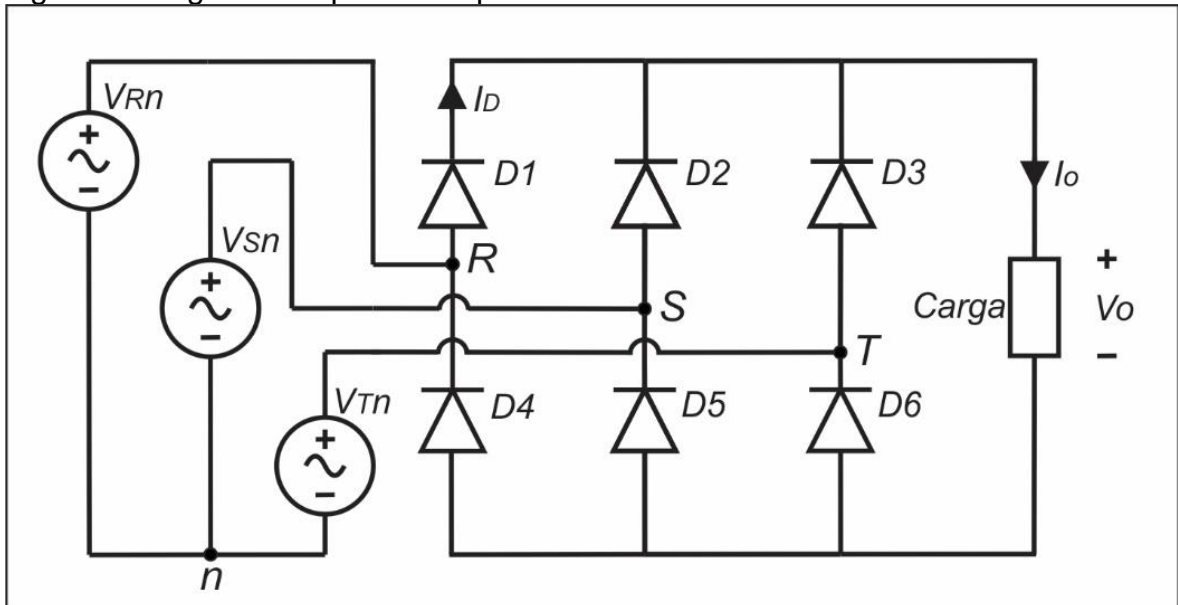 VRn
ID
D1
D2
D3
Io
VSn
R
S
+
Carga
Vo
T
–
VTn
D4
D5
D6
n
+
–
+
–
+
–